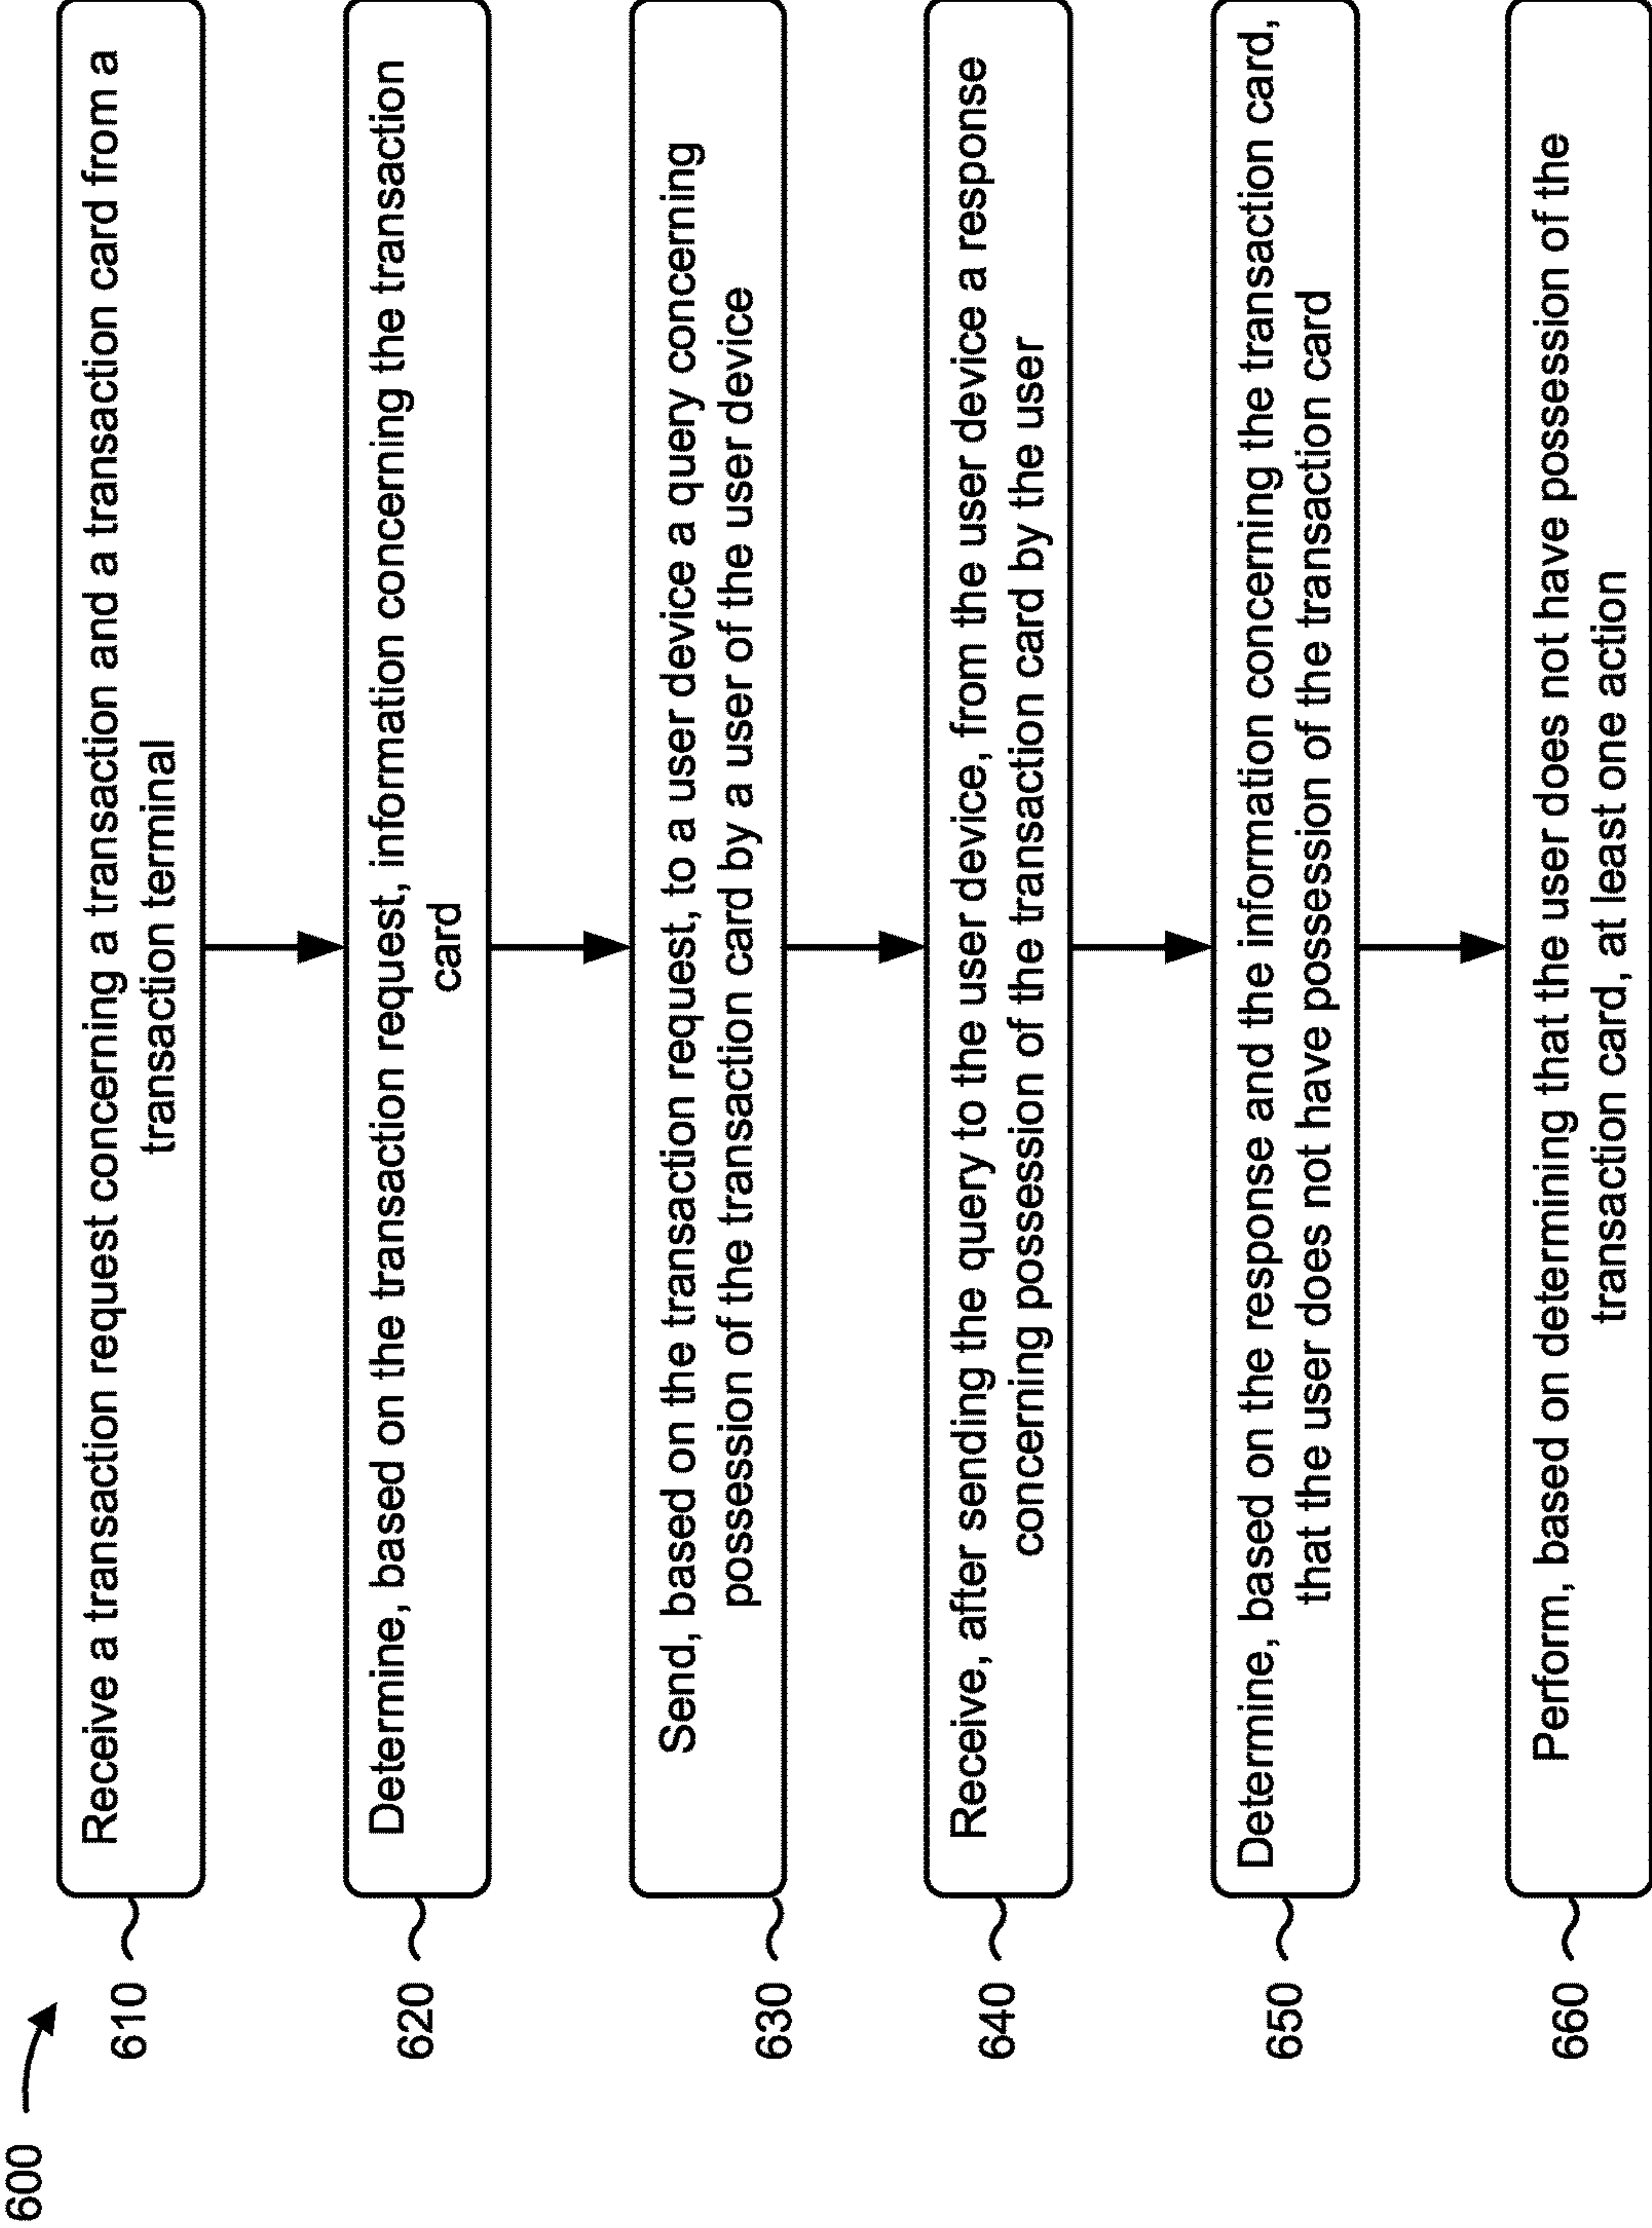 600
610
Receive a transaction request concerning a transaction and a transaction card from a
transaction terminal
620
Determine, based on the transaction request, information concerning the transaction
card
630
Send, based on the transaction request, to a user device a query concerning
possession of the transaction card by a user of the user device
640
Receive, after sending the query to the user device, from the user device a response
concerning possession of the transaction card by the user
650
Determine, based on the response and the information concerning the transaction card,
that the user does not have possession of the transaction card
660
Perform, based on determining that the user does not have possession of the
transaction card, at least one action